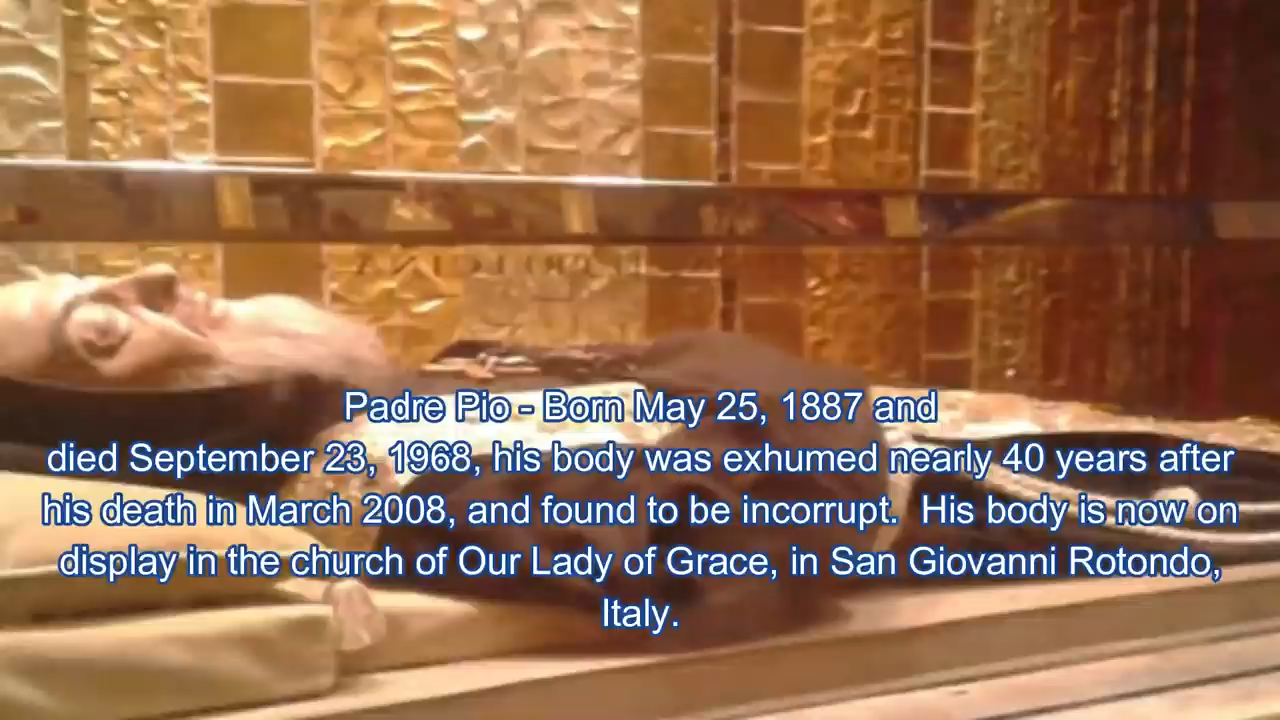 Padre Pio - Born May 25, 1887 and
died September 23, 1968, his body was exhumed nearly 40 years after
his death in March 2008, and found to be incorrupt.  His body is now on
display in the church of Our Lady of Grace, in San Giovanni Rotondo,
Italy.